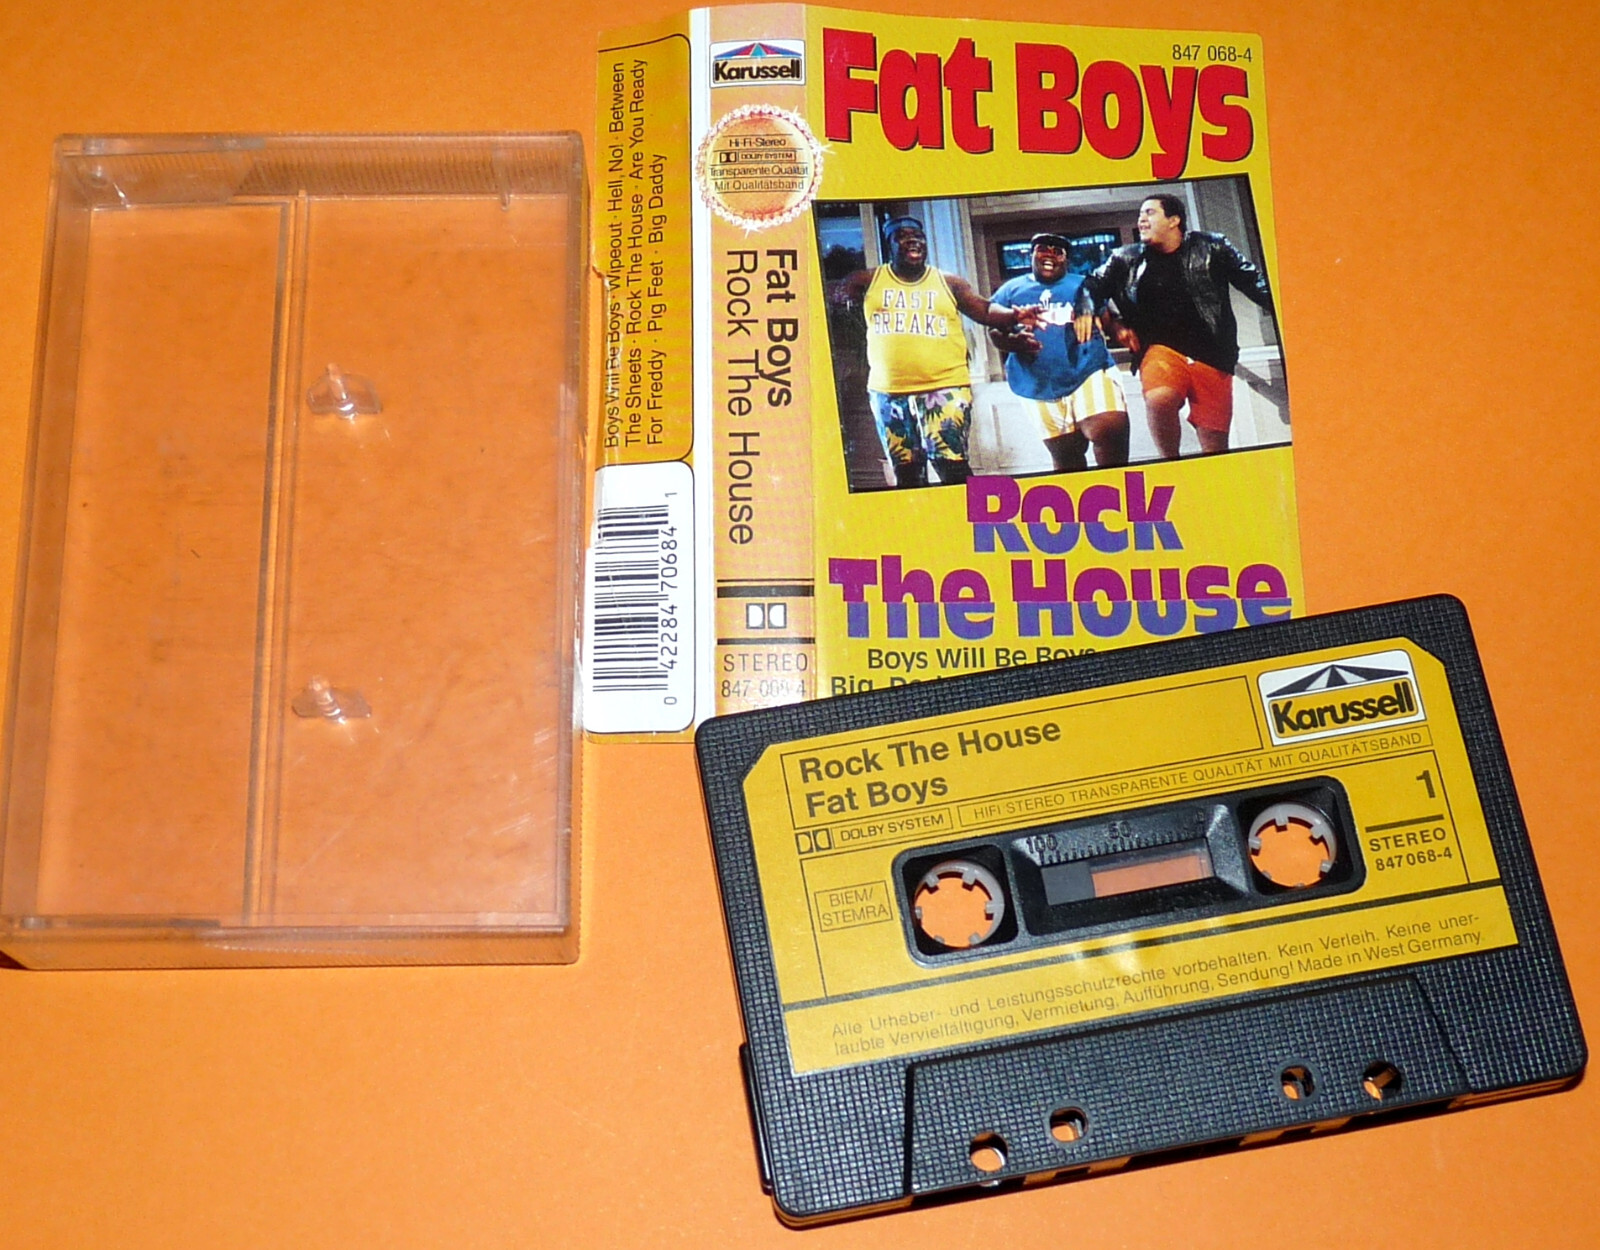 Boys Will Be Boys · Wipeout · Hell, No! · Between
The Sheets · Rock The House · Are You Ready
For Freddy · Pig Feet · Big Daddy
0 42284 70684 1
Karussell
Hi-Fi-Stereo
DOLBY SYSTEM
Transparente Qualität
Mit Qualitätsband
Fat Boys
Rock The House
STEREO
847 068-4
847 068-4
Fat Boys
FAST
BREAKS
Rock
The House
Boys Will Be Boys
Big
Karussell
Rock The House
Fat Boys
DOLBY SYSTEM
HIFI STEREO TRANSPARENTE QUALITÄT MIT QUALITÄTSBAND
1
STEREO
847 068-4
100 50 0
BIEM/
STEMRA
Alle Urheber- und Leistungsschutzrechte vorbehalten. Kein Verleih. Keine uner-
laubte Vervielfältigung, Vermietung, Aufführung, Sendung! Made in West Germany.